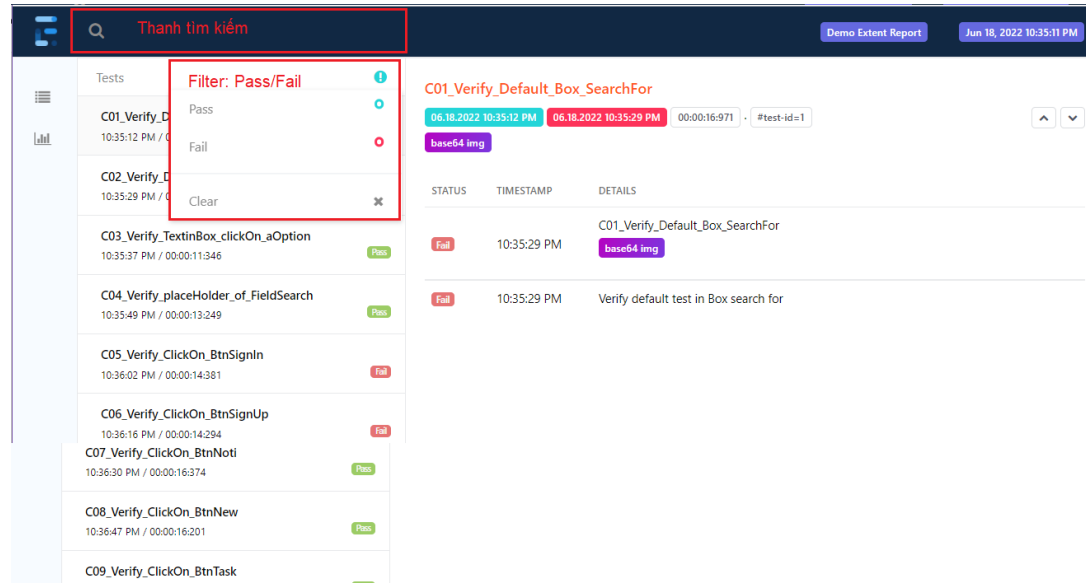 Thanh tìm kiếm
Demo Extent Report
Jun 18, 2022 10:35:11 PM
Tests
Filter: Pass/Fail
Pass
Fail
Clear
C01_Verify_D
10:35:12 PM / 0
C02_Verify_D
10:35:29 PM / 0
C03_Verify_TextinBox_clickOn_aOption
10:35:37 PM / 00:00:11:346
Pass
C04_Verify_placeHolder_of_FieldSearch
10:35:49 PM / 00:00:13:249
Pass
C05_Verify_ClickOn_BtnSignIn
10:36:02 PM / 00:00:14:381
Fail
C06_Verify_ClickOn_BtnSignUp
10:36:16 PM / 00:00:14:294
Fail
C07_Verify_ClickOn_BtnNoti
10:36:30 PM / 00:00:16:374
Pass
C08_Verify_ClickOn_BtnNew
10:36:47 PM / 00:00:16:201
Pass
C09_Verify_ClickOn_BtnTask
C01_Verify_Default_Box_SearchFor
06.18.2022 10:35:12 PM 06.18.2022 10:35:29 PM 00:00:16:971 · #test-id=1
base64 img
STATUS TIMESTAMP DETAILS
C01_Verify_Default_Box_SearchFor
Fail 10:35:29 PM
base64 img
Fail 10:35:29 PM Verify default test in Box search for